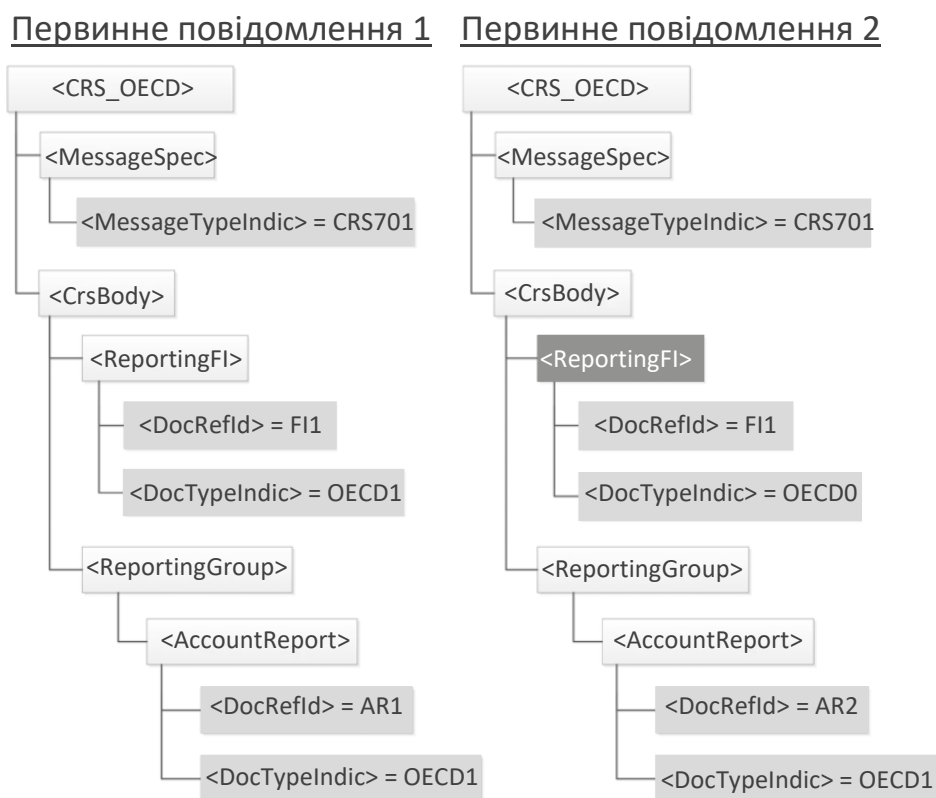 Первинне повідомлення 1
<CRS_OECD>
<MessageSpec>
<MessageTypeIndic> = CRS701
<CrsBody>
<ReportingFI>
<DocRefId> = FI1
<DocTypeIndic> = OECD1
<ReportingGroup>
<AccountReport>
<DocRefId> = AR1
<DocTypeIndic> = OECD1
Первинне повідомлення 2
<CRS_OECD>
<MessageSpec>
<MessageTypeIndic> = CRS701
<CrsBody>
<ReportingFI>
<DocRefId> = FI1
<DocTypeIndic> = OECD0
<ReportingGroup>
<AccountReport>
<DocRefId> = AR2
<DocTypeIndic> = OECD1